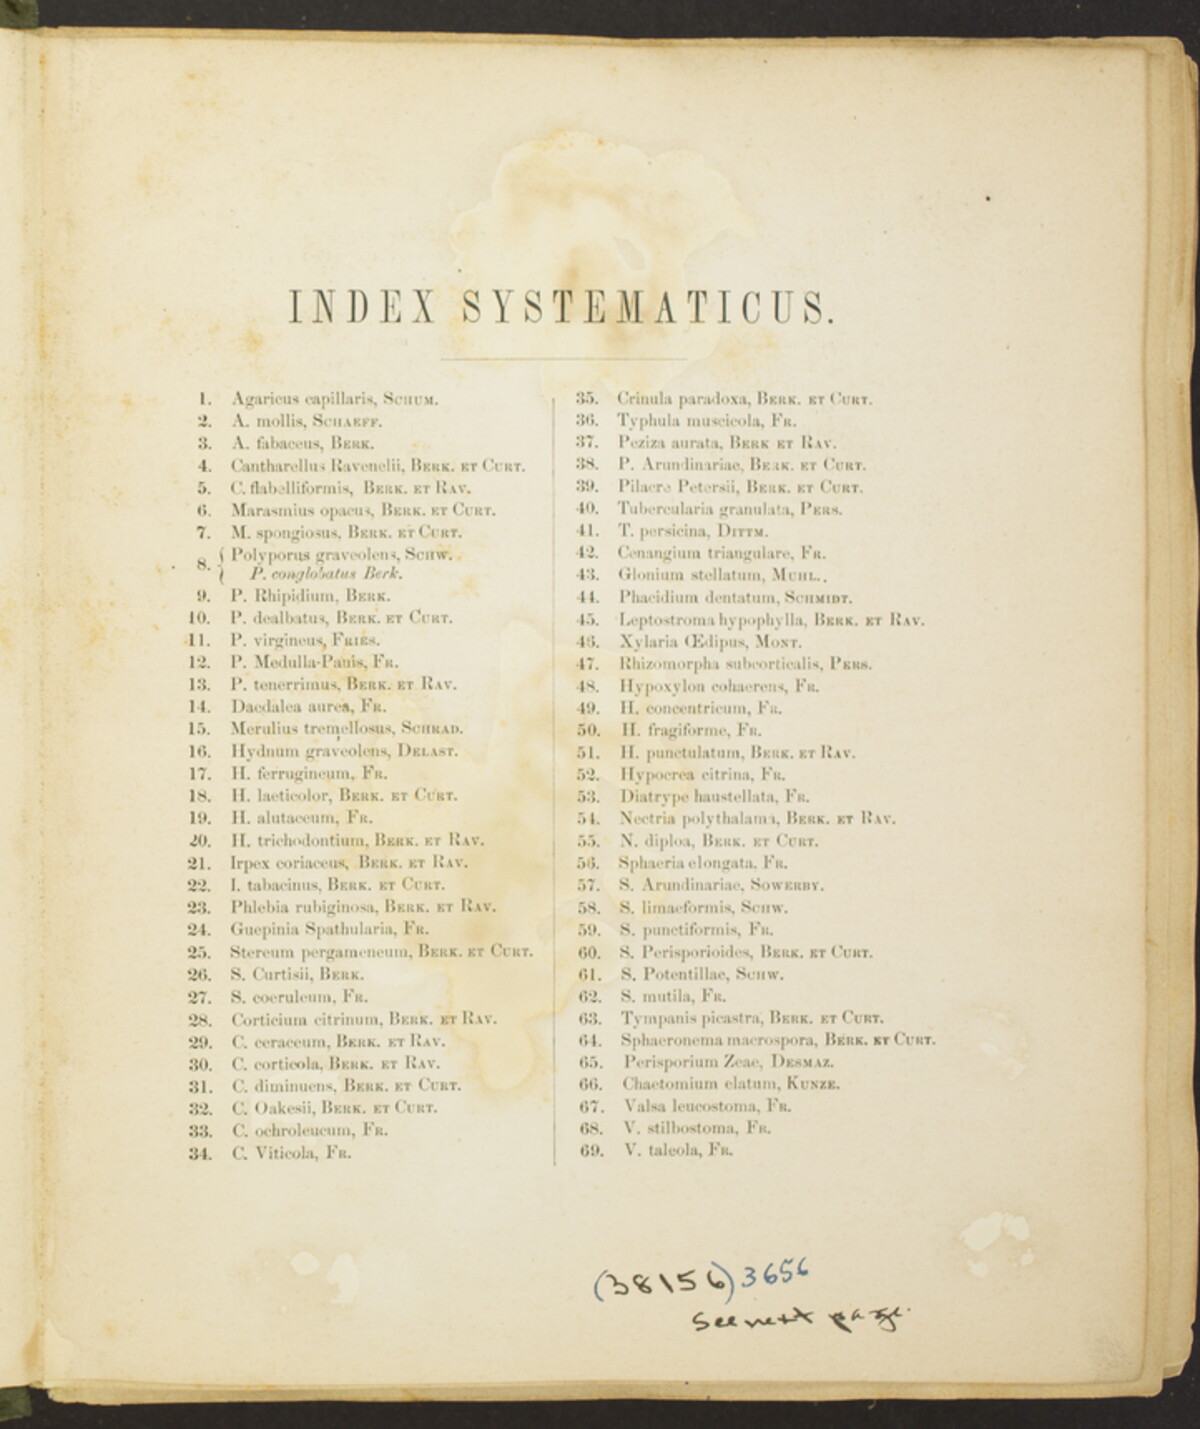 INDEX SYSTEMATICUS.
1. Agaricus capillaris, SCHUM.
2. A. mollis, SCHAEFF.
3. A. fabaceus, BERK.
4. Cantharellus Ravenelii, BERK. ET CURT.
5. C. flabelliformis, BERK. ET RAV.
6. Marasmius opacus, BERK. ET CURT.
7. M. spongiosus, BERK. ET CURT.
8. { Polyporus graveolens, SCHW.
P. conglobatus Berk.
9. P. Rhipidium, BERK.
10. P. dealbatus, BERK. ET CURT.
11. P. virgineus, FRIES.
12. P. Medulla-Panis, FR.
13. P. tenerrimus, BERK. ET RAV.
14. Daedalea aurea, FR.
15. Merulius tremellosus, SCHRAD.
16. Hydnum graveolens, DELAST.
17. H. ferrugineum, FR.
18. H. laeticolor, BERK. ET CURT.
19. H. alutaceum, FR.
20. H. trichodontium, BERK. ET RAV.
21. Irpex coriaceus, BERK. ET RAV.
22. I. tabacinus, BERK. ET CURT.
23. Phlebia rubiginosa, BERK. ET RAV.
24. Guepinia Spathularia, FR.
25. Stereum pergameneum, BERK. ET CURT.
26. S. Curtisii, BERK.
27. S. coeruleum, FR.
28. Corticium citrinum, BERK. ET RAV.
29. C. ceraceum, BERK. ET RAV.
30. C. corticola, BERK. ET RAV.
31. C. diminuens, BERK. ET CURT.
32. C. Oakesii, BERK. ET CURT.
33. C. ochroleucum, FR.
34. C. Viticola, FR.
35. Crinula paradoxa, BERK. ET CURT.
36. Typhula muscicola, FR.
37. Peziza aurata, BERK ET RAV.
38. P. Arundinariae, BERK. ET CURT.
39. Pilacre Petersii, BERK. ET CURT.
40. Tubercularia granulata, PERS.
41. T. persicina, DITTM.
42. Cenangium triangulare, FR.
43. Glonium stellatum, MUHL.
44. Phacidium dentatum, SCHMIDT.
45. Leptostroma hypophylla, BERK. ET RAV.
46. Xylaria Œdipus, MONT.
47. Rhizomorpha subcorticalis, PERS.
48. Hypoxylon cohaerens, FR.
49. H. concentricum, FR.
50. H. fragiforme, FR.
51. H. punctulatum, BERK. ET RAV.
52. Hypocrea citrina, FR.
53. Diatrype haustellata, FR.
54. Nectria polythalama, BERK. ET RAV.
55. N. diploa, BERK. ET CURT.
56. Sphaeria elongata, FR.
57. S. Arundinariae, SOWERBY.
58. S. limaeformis, SCHW.
59. S. punctiformis, FR.
60. S. Perisporioides, BERK. ET CURT.
61. S. Potentillae, SCHW.
62. S. mutila, FR.
63. Tympanis picastra, BERK. ET CURT.
64. Sphaeronema macrospora, BERK. ET CURT.
65. Perisporium Zeae, DESMAZ.
66. Chaetomium elatum, KUNZE.
67. Valsa leucostoma, FR.
68. V. stilbostoma, FR.
69. V. taleola, FR.
(38156) 3656
See next page.